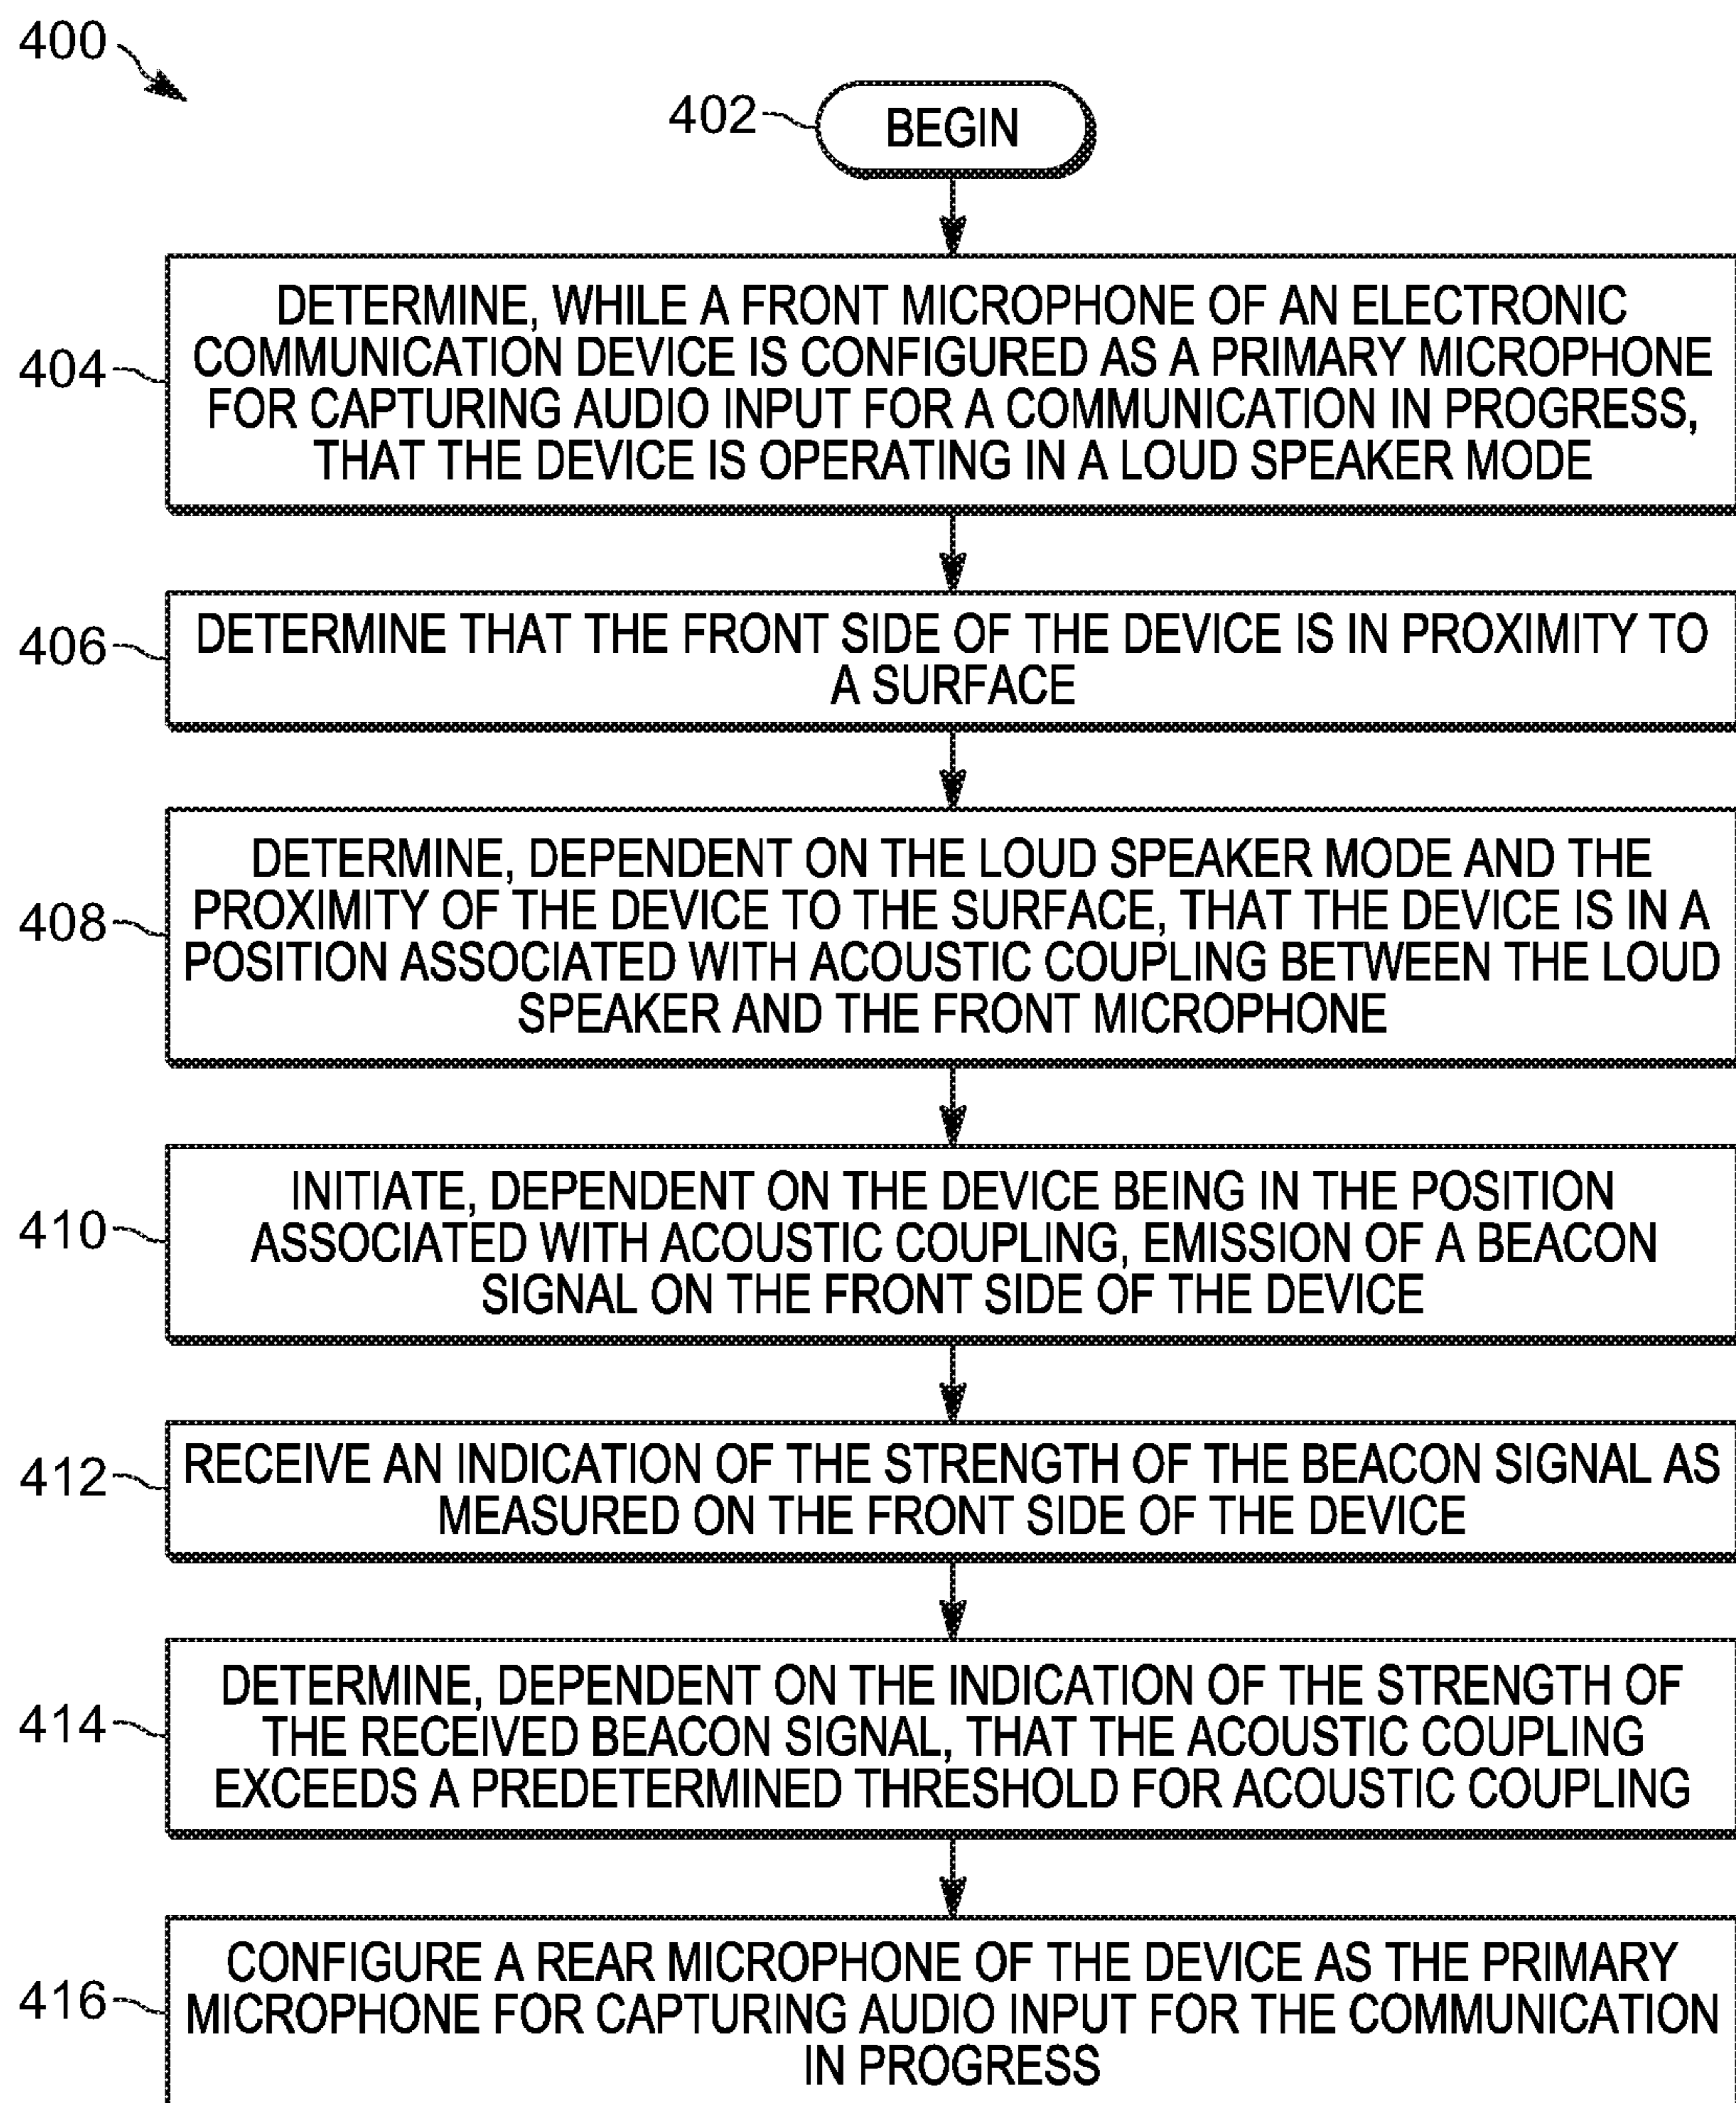 400
402
BEGIN
404
DETERMINE, WHILE A FRONT MICROPHONE OF AN ELECTRONIC
COMMUNICATION DEVICE IS CONFIGURED AS A PRIMARY MICROPHONE
FOR CAPTURING AUDIO INPUT FOR A COMMUNICATION IN PROGRESS,
THAT THE DEVICE IS OPERATING IN A LOUD SPEAKER MODE
406
DETERMINE THAT THE FRONT SIDE OF THE DEVICE IS IN PROXIMITY TO
A SURFACE
408
DETERMINE, DEPENDENT ON THE LOUD SPEAKER MODE AND THE
PROXIMITY OF THE DEVICE TO THE SURFACE, THAT THE DEVICE IS IN A
POSITION ASSOCIATED WITH ACOUSTIC COUPLING BETWEEN THE LOUD
SPEAKER AND THE FRONT MICROPHONE
410
INITIATE, DEPENDENT ON THE DEVICE BEING IN THE POSITION
ASSOCIATED WITH ACOUSTIC COUPLING, EMISSION OF A BEACON
SIGNAL ON THE FRONT SIDE OF THE DEVICE
412
RECEIVE AN INDICATION OF THE STRENGTH OF THE BEACON SIGNAL AS
MEASURED ON THE FRONT SIDE OF THE DEVICE
414
DETERMINE, DEPENDENT ON THE INDICATION OF THE STRENGTH OF
THE RECEIVED BEACON SIGNAL, THAT THE ACOUSTIC COUPLING
EXCEEDS A PREDETERMINED THRESHOLD FOR ACOUSTIC COUPLING
416
CONFIGURE A REAR MICROPHONE OF THE DEVICE AS THE PRIMARY
MICROPHONE FOR CAPTURING AUDIO INPUT FOR THE COMMUNICATION
IN PROGRESS